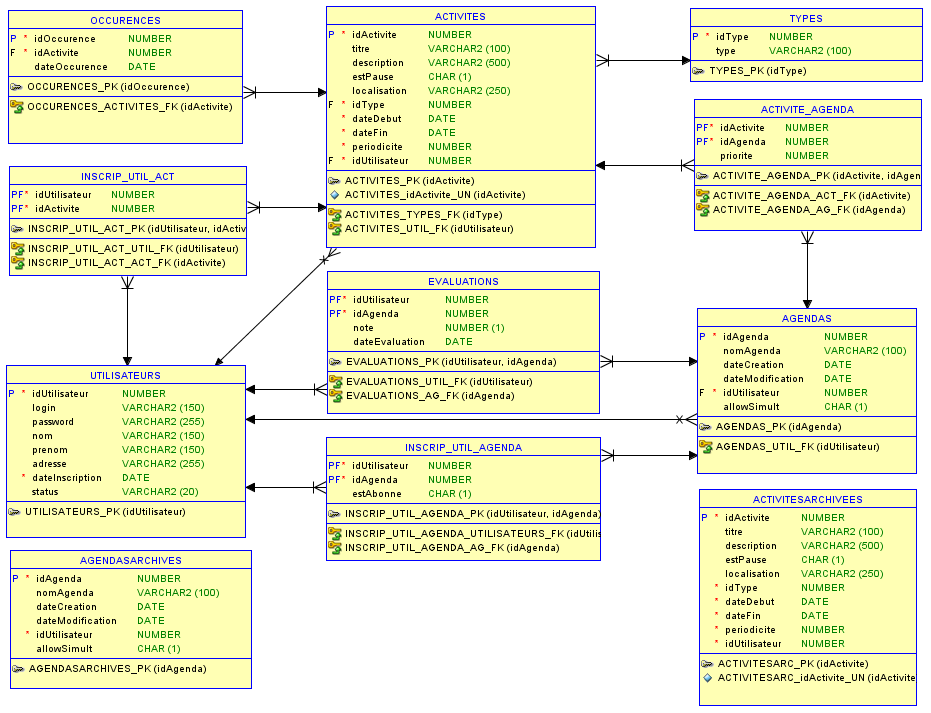 OCCURENCES
P * idOccurence NUMBER
F * idActivite NUMBER
dateOccurence DATE
OCCURENCES_PK (idOccurence)
OCCURENCES_ACTIVITES_FK (idActivite)
ACTIVITES
P * idActivite NUMBER
titre VARCHAR2 (100)
description VARCHAR2 (500)
estPause CHAR (1)
localisation VARCHAR2 (250)
F * idType NUMBER
* dateDebut DATE
* dateFin DATE
* periodicite NUMBER
F * idUtilisateur NUMBER
ACTIVITES_PK (idActivite)
ACTIVITES_idActivite_UN (idActivite)
ACTIVITES_TYPES_FK (idType)
ACTIVITES_UTIL_FK (idUtilisateur)
TYPES
P * idType NUMBER
type VARCHAR2 (100)
TYPES_PK (idType)
ACTIVITE_AGENDA
PF* idActivite NUMBER
PF* idAgenda NUMBER
priorite NUMBER
ACTIVITE_AGENDA_PK (idActivite, idAgen
ACTIVITE_AGENDA_ACT_FK (idActivite)
ACTIVITE_AGENDA_AG_FK (idAgenda)
INSCRIP_UTIL_ACT
PF* idUtilisateur NUMBER
PF* idActivite NUMBER
INSCRIP_UTIL_ACT_PK (idUtilisateur, idActiv
INSCRIP_UTIL_ACT_UTIL_FK (idUtilisateur)
INSCRIP_UTIL_ACT_ACT_FK (idActivite)
EVALUATIONS
PF* idUtilisateur NUMBER
PF* idAgenda NUMBER
note NUMBER (1)
dateEvaluation DATE
EVALUATIONS_PK (idUtilisateur, idAgenda)
EVALUATIONS_UTIL_FK (idUtilisateur)
EVALUATIONS_AG_FK (idAgenda)
AGENDAS
P * idAgenda NUMBER
nomAgenda VARCHAR2 (100)
dateCreation DATE
dateModification DATE
F * idUtilisateur NUMBER
allowSimult CHAR (1)
AGENDAS_PK (idAgenda)
AGENDAS_UTIL_FK (idUtilisateur)
UTILISATEURS
P * idUtilisateur NUMBER
login VARCHAR2 (150)
password VARCHAR2 (255)
nom VARCHAR2 (150)
prenom VARCHAR2 (150)
adresse VARCHAR2 (255)
* dateInscription DATE
status VARCHAR2 (20)
UTILISATEURS_PK (idUtilisateur)
INSCRIP_UTIL_AGENDA
PF* idUtilisateur NUMBER
PF* idAgenda NUMBER
estAbonne CHAR (1)
INSCRIP_UTIL_AGENDA_PK (idUtilisateur, idAgenda)
INSCRIP_UTIL_AGENDA_UTILISATEURS_FK (idUtilis
INSCRIP_UTIL_AGENDA_AG_FK (idAgenda)
AGENDASARCHIVES
P * idAgenda NUMBER
nomAgenda VARCHAR2 (100)
dateCreation DATE
dateModification DATE
* idUtilisateur NUMBER
allowSimult CHAR (1)
AGENDASARCHIVES_PK (idAgenda)
ACTIVITESARCHIVEES
P * idActivite NUMBER
titre VARCHAR2 (100)
description VARCHAR2 (500)
estPause CHAR (1)
localisation VARCHAR2 (250)
* idType NUMBER
* dateDebut DATE
* dateFin DATE
* periodicite NUMBER
* idUtilisateur NUMBER
ACTIVITESARC_PK (idActivite)
ACTIVITESARC_idActivite_UN (idActivite